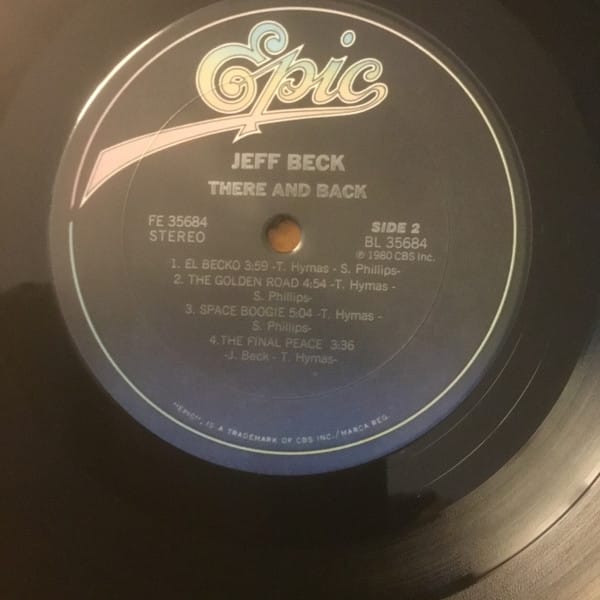 Epic
JEFF BECK
THERE AND BACK
FE 35684
STEREO
SIDE 2
BL 35684
℗ 1980 CBS Inc.
1. EL BECKO 3:59 -T. Hymas - S. Phillips-
2. THE GOLDEN ROAD 4:54 -T. Hymas -
S. Phillips-
3. SPACE BOOGIE 5:04 -T. Hymas -
S. Phillips-
4. THE FINAL PEACE 3:36
-J. Beck - T. Hymas-
"EPIC", IS A TRADEMARK OF CBS INC./MARCA REG.